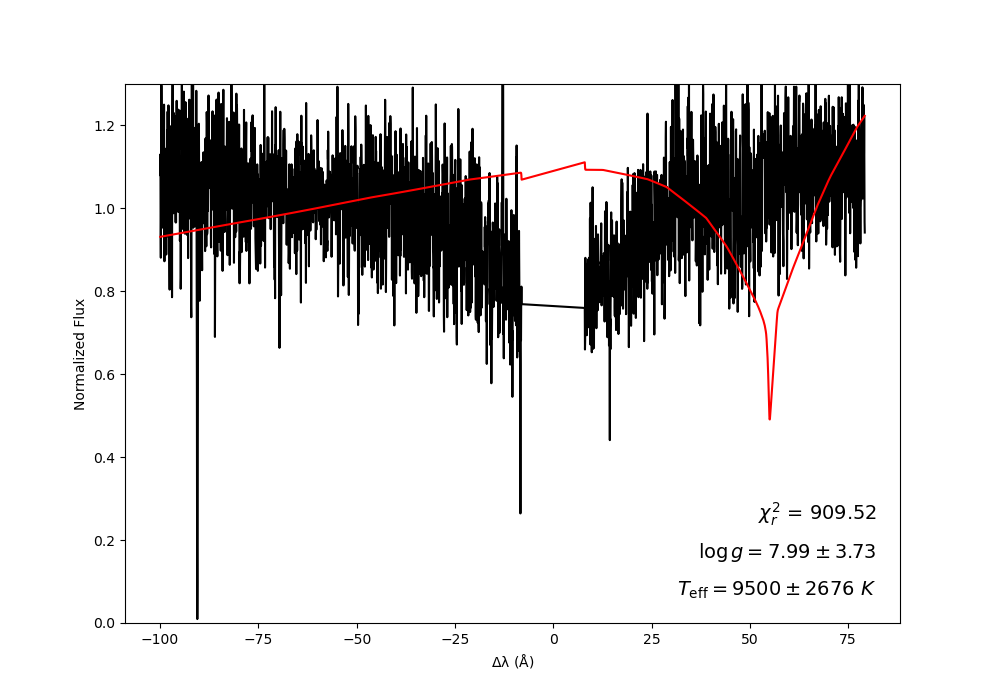 1.2
1.0
0.8
0.6
0.4
0.2
0.0
Normalized Flux
χ²ᵣ = 909.52
log g = 7.99 ± 3.73
T_eff = 9500 ± 2676 K
−100 −75 −50 −25 0 25 50 75
Δλ (Å)